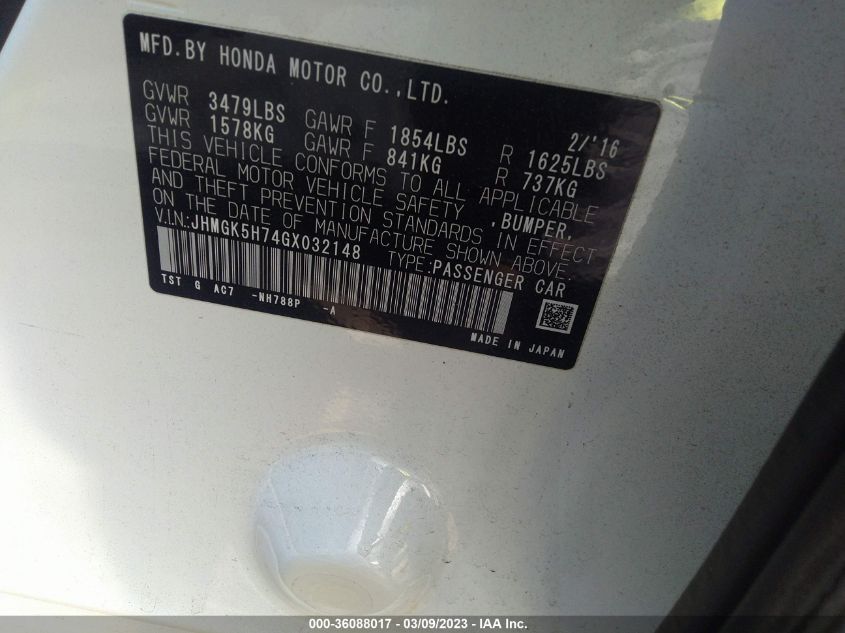 MFD.BY HONDA MOTOR CO.,LTD.
2/'16
GVWR 3479LBS GAWR F 1854LBS R 1625LBS
GVWR 1578KG GAWR F 841KG R 737KG
THIS VEHICLE CONFORMS TO ALL APPLICABLE
FEDERAL MOTOR VEHICLE SAFETY ,BUMPER,
AND THEFT PREVENTION STANDARDS IN EFFECT
ON THE DATE OF MANUFACTURE SHOWN ABOVE.
V.I.N:JHMGK5H74GX032148 TYPE:PASSENGER CAR
TST G AC7 -NH788P -A
MADE IN JAPAN
000-36088017 — 03/09/2023 — IAA Inc.